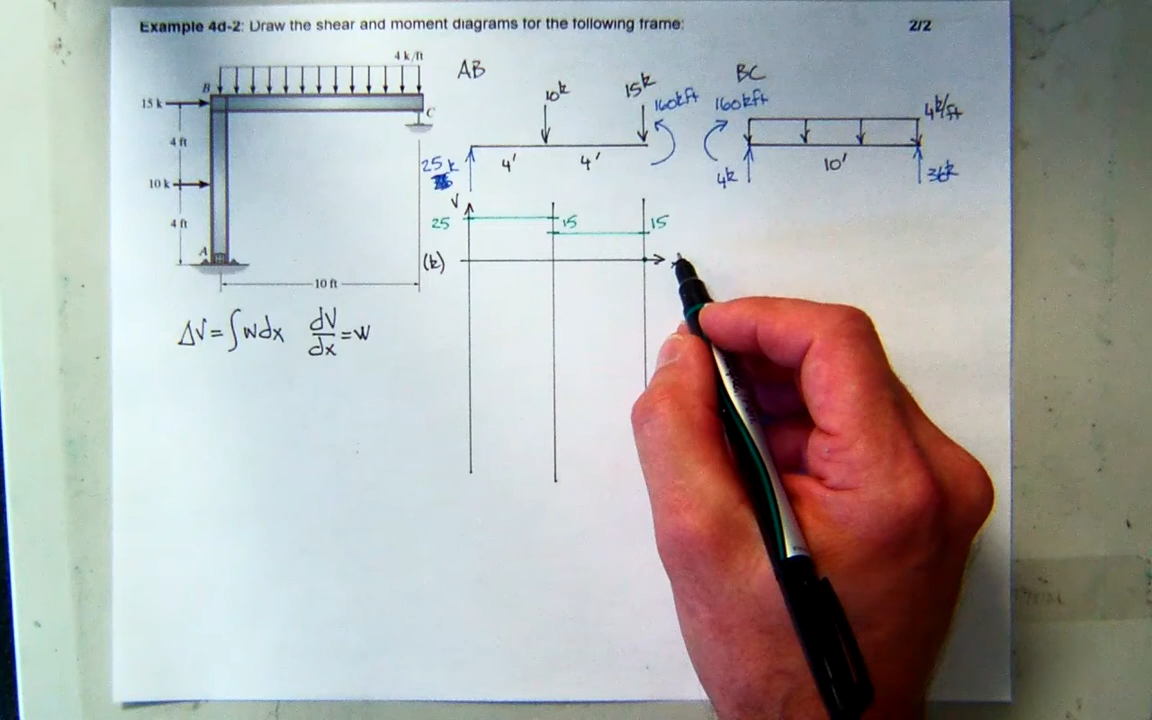 Example 4d-2: Draw the shear and moment diagrams for the following frame:
2/2
4 k/ft
B
15 k
C
4 ft
10 k
4 ft
A
10 ft
AB
10k
15k
160kft
4'
4'
25k
BC
160kft
4k/ft
10'
4k
36k
V
25
15
15
(k)
ΔV=∫wdx dV/dx=w